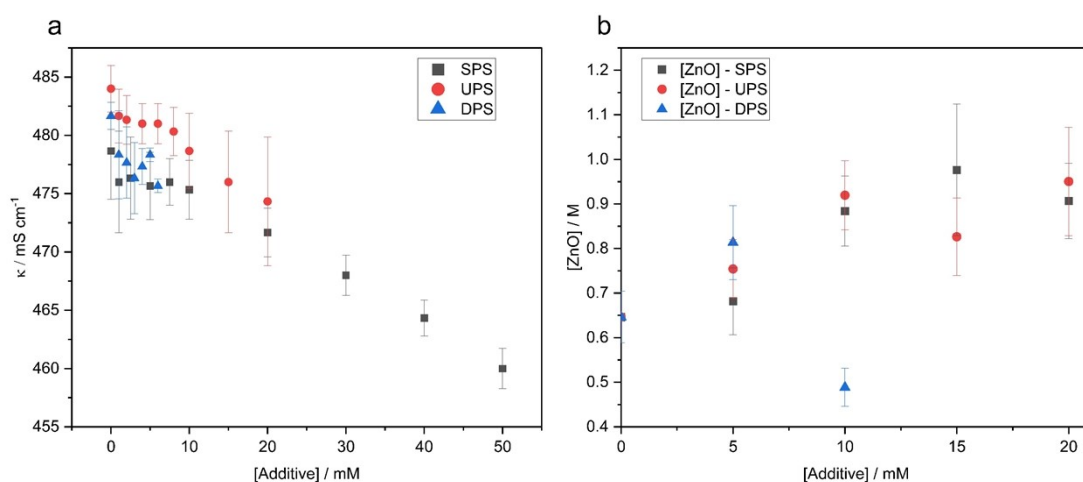 a
485
480
475
470
465
460
455
κ / mS cm⁻¹
SPS
UPS
DPS
0 10 20 30 40 50
[Additive] / mM
b
1.2
1.1
1.0
0.9
0.8
0.7
0.6
0.5
0.4
[ZnO] / M
[ZnO] - SPS
[ZnO] - UPS
[ZnO] - DPS
0 5 10 15 20
[Additive] / mM